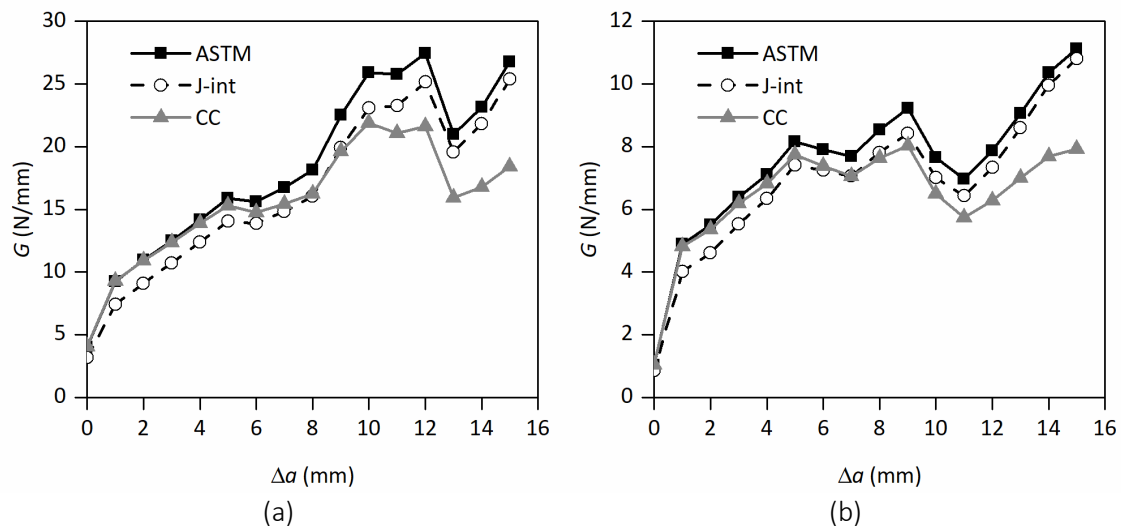 30
25
20
15
10
5
0
G (N/mm)
ASTM
J-int
CC
0 2 4 6 8 10 12 14 16
Δa (mm)
(a)
12
10
8
6
4
2
0
G (N/mm)
ASTM
J-int
CC
0 2 4 6 8 10 12 14 16
Δa (mm)
(b)